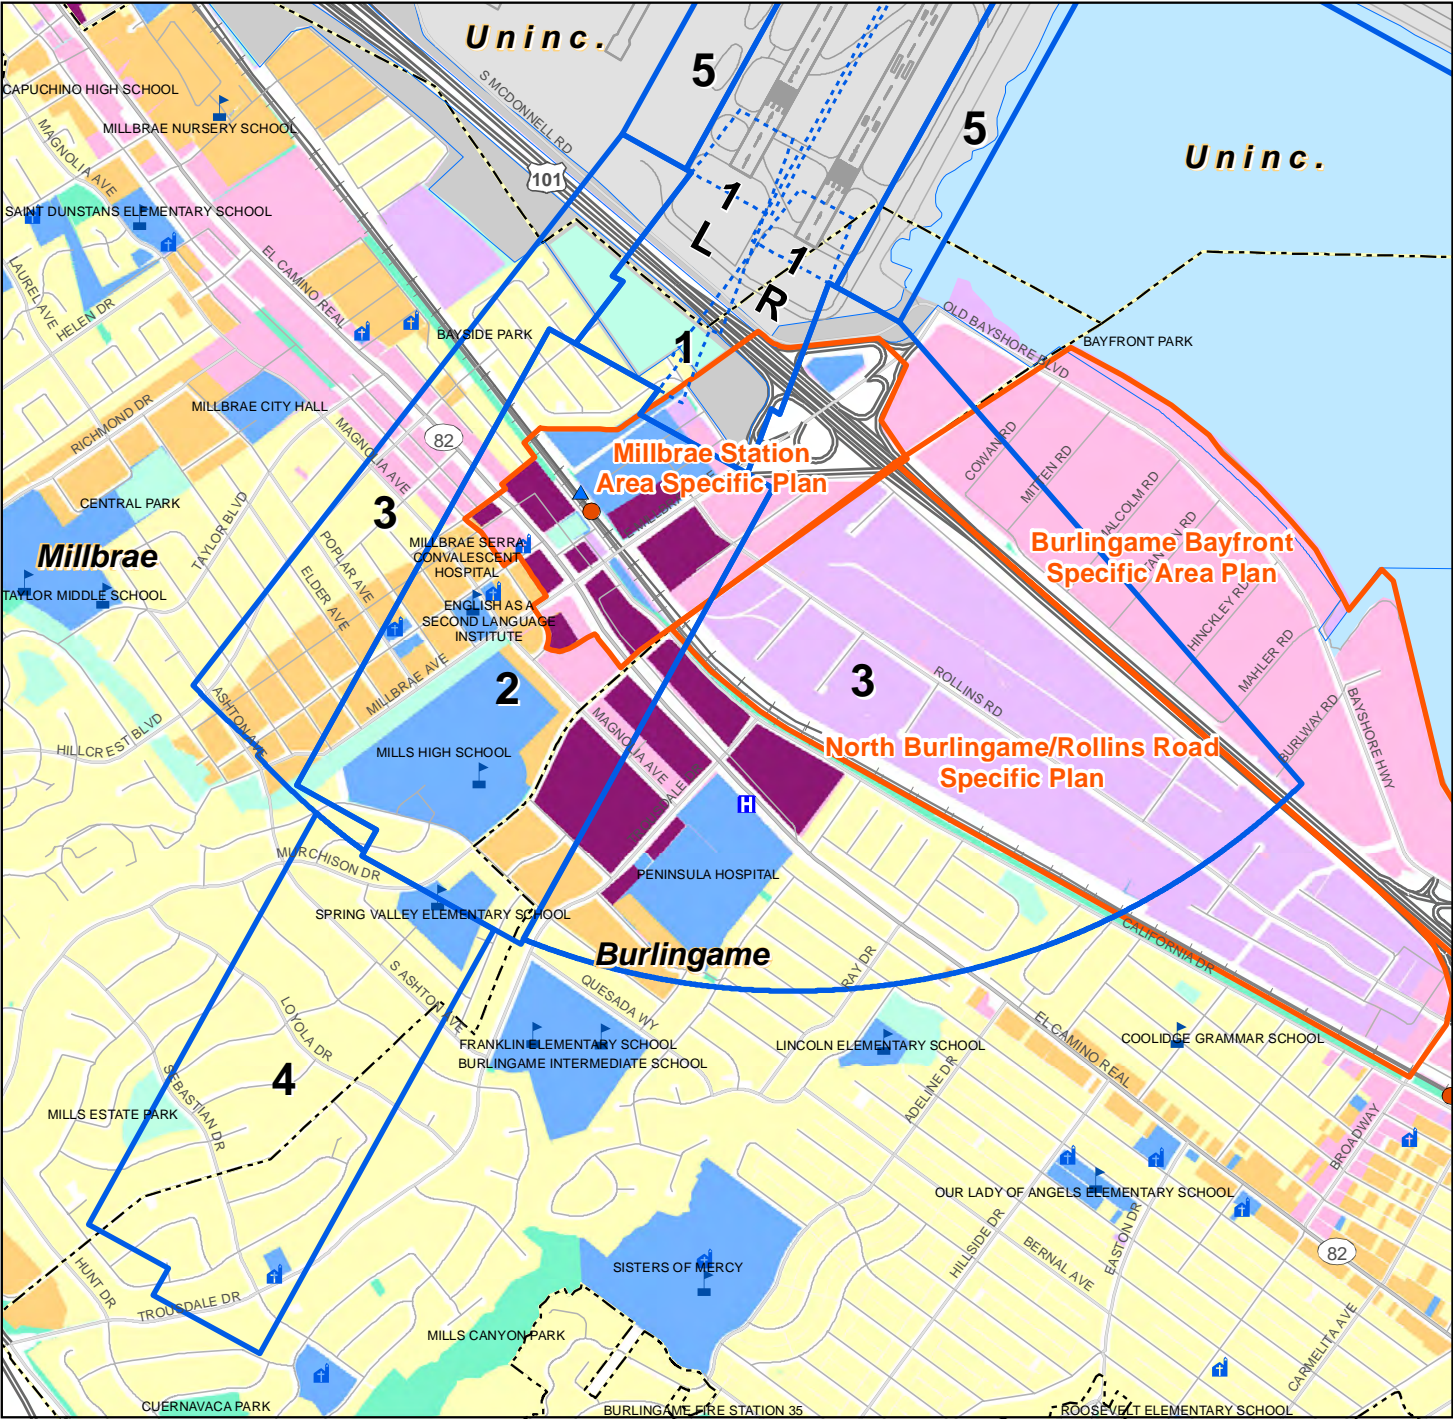 Uninc.
5
S MCDONNELL RD
CAPUCHINO HIGH SCHOOL
MILLBRAE NURSERY SCHOOL
MAGNOLIA AVE
5
Uninc.
101
1
L
1
R
SAINT DUNSTANS ELEMENTARY SCHOOL
EL CAMINO REAL
LAUREL AVE
HELEN DR
BAYSIDE PARK
1
OLD BAYSHORE BLVD
BAYFRONT PARK
MILLBRAE CITY HALL
RICHMOND DR
MAGNOLIA AVE
82
Millbrae Station
Area Specific Plan
COWAN RD
MITTEN RD
MALCOLM RD
CENTRAL PARK
3
TAYLOR BLVD
Millbrae
POPLAR AVE
ELDER AVE
MILLBRAE SERRA
CONVALESCENT
HOSPITAL
Burlingame Bayfront
Specific Area Plan
HINCKLEY RD
TAYLOR MIDDLE SCHOOL
ENGLISH AS A
SECOND LANGUAGE
INSTITUTE
MAHLER RD
MILLBRAE AVE
2
3
ROLLINS RD
ASHTON AVE
HILLCREST BLVD
MAGNOLIA AVE
BURLWAY RD
BAYSHORE HWY
MILLS HIGH SCHOOL
North Burlingame/Rollins Road
Specific Plan
H
MURCHISON DR
PENINSULA HOSPITAL
SPRING VALLEY ELEMENTARY SCHOOL
Burlingame
CALIFORNIA DR
S ASHTON AVE
RAY DR
QUESADA WY
LOYOLA DR
FRANKLIN ELEMENTARY SCHOOL
BURLINGAME INTERMEDIATE SCHOOL
LINCOLN ELEMENTARY SCHOOL
EL CAMINO REAL
COOLIDGE GRAMMAR SCHOOL
4
SEBASTIAN DR
MILLS ESTATE PARK
ADELINE DR
BROADWAY
OUR LADY OF ANGELS ELEMENTARY SCHOOL
HILLSIDE DR
BERNAL AVE
EASTON DR
82
SISTERS OF MERCY
HUNT DR
TROUSDALE DR
MILLS CANYON PARK
CARMELITA AVE
CUERNAVACA PARK
BURLINGAME FIRE STATION 35
ROOSEVELT ELEMENTARY SCHOOL